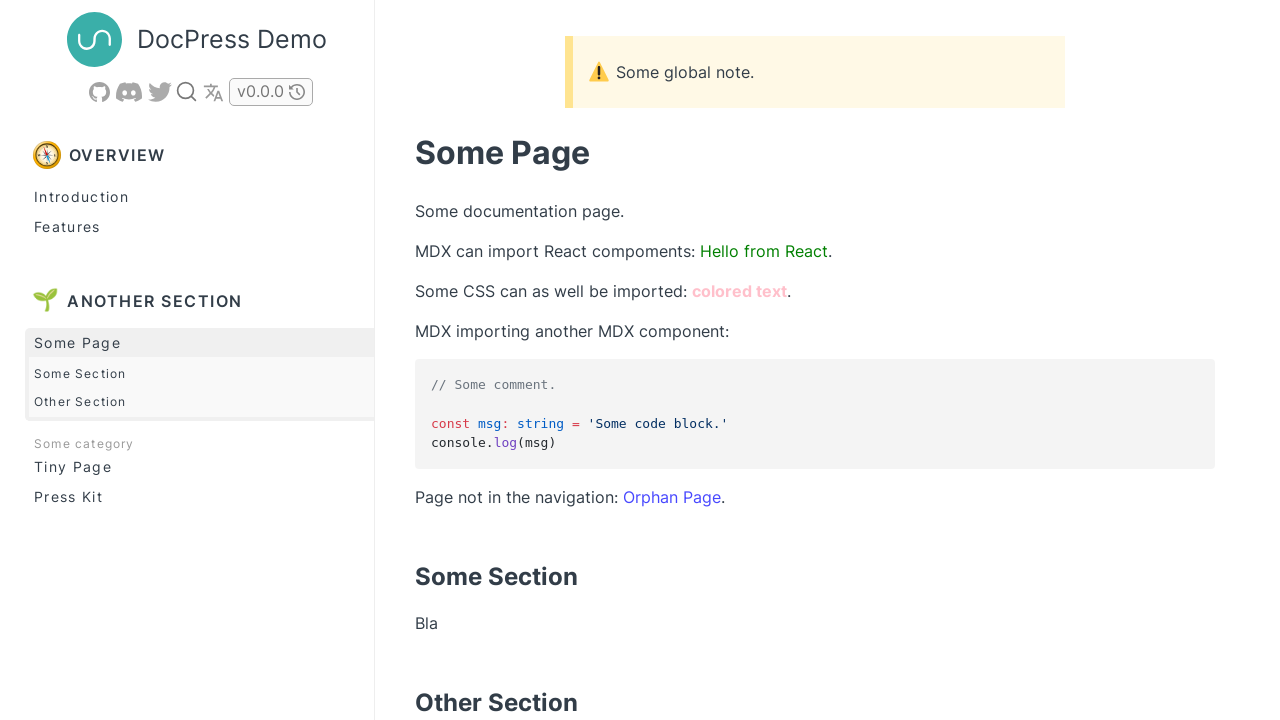 DocPress Demo
v0.0.0
OVERVIEW
Introduction
Features
ANOTHER SECTION
Some Page
Some Section
Other Section
Some category
Tiny Page
Press Kit
⚠️ Some global note.
Some Page
Some documentation page.
MDX can import React compoments: Hello from React.
Some CSS can as well be imported: colored text.
MDX importing another MDX component:
// Some comment.
const msg: string = 'Some code block.'
console.log(msg)
Page not in the navigation: Orphan Page.
Some Section
Bla
Other Section